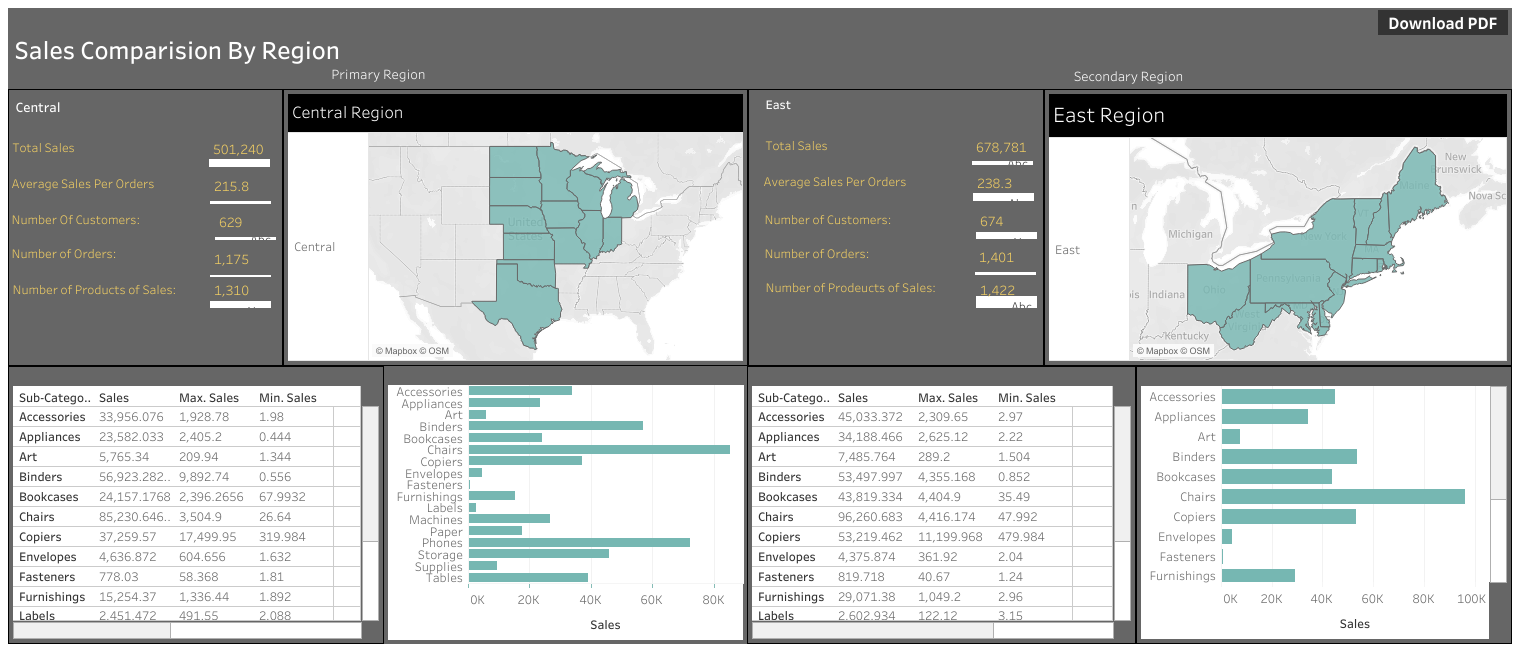 Download PDF
Sales Comparision By Region
Primary Region
Secondary Region
Central
Total Sales 501,240
Average Sales Per Orders 215.8
Number Of Customers: 629
Number Of Orders: 1,175
Number of Products of Sales: 1,310
Central Region
Central
United
States
© Mapbox © OSM
East
Total Sales 678,781
Average Sales Per Orders 238.3
Number of Customers: 674
Number of Orders: 1,401
Number of Prodeucts of Sales: 1,422
Abc
East Region
East
New
Brunswick
Maine
Nova Sc
Michigan
New York
Pennsylvania
Ohio
Indiana
is
n
West
Virginia
Kentucky
VT
© Mapbox © OSM
Sub-Catego.. Sales Max. Sales Min. Sales
Accessories 33,956.076 1,928.78 1.98
Appliances 23,582.033 2,405.2 0.444
Art 5,765.34 209.94 1.344
Binders 56,923.282.. 9,892.74 0.556
Bookcases 24,157.1768 2,396.2656 67.9932
Chairs 85,230.646.. 3,504.9 26.64
Copiers 37,259.57 17,499.95 319.984
Envelopes 4,636.872 604.656 1.632
Fasteners 778.03 58.368 1.81
Furnishings 15,254.37 1,336.44 1.892
Labels 2,451.472 491.55 2.088
Accessories
Appliances
Art
Binders
Bookcases
Chairs
Copiers
Envelopes
Fasteners
Furnishings
Labels
Machines
Paper
Phones
Storage
Supplies
Tables
0K 20K 40K 60K 80K
Sales
Sub-Catego.. Sales Max. Sales Min. Sales
Accessories 45,033.372 2,309.65 2.97
Appliances 34,188.466 2,625.12 2.22
Art 7,485.764 289.2 1.504
Binders 53,497.997 4,355.168 0.852
Bookcases 43,819.334 4,404.9 35.49
Chairs 96,260.683 4,416.174 47.992
Copiers 53,219.462 11,199.968 479.984
Envelopes 4,375.874 361.92 2.04
Fasteners 819.718 40.67 1.24
Furnishings 29,071.38 1,049.2 2.96
Labels 2,602.934 122.12 3.15
Accessories
Appliances
Art
Binders
Bookcases
Chairs
Copiers
Envelopes
Fasteners
Furnishings
0K 20K 40K 60K 80K 100K
Sales